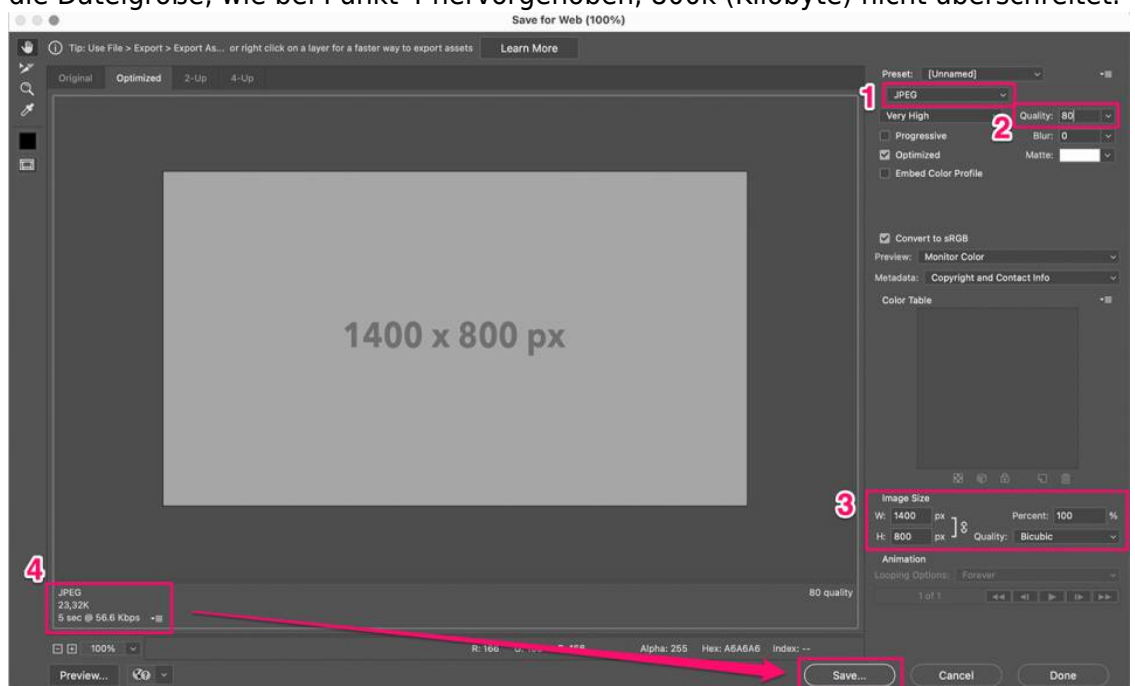 die Dateigröße, wie bei Punkt 4 hervorgehoben, 800k (Kilobyte) nicht überschreitet.
Save for Web (100%)
Tip: Use File > Export > Export As... or right click on a layer for a faster way to export assets Learn More
Original Optimized 2-Up 4-Up
Preset: [Unnamed]
1 JPEG
Very High 2 Quality: 80
Progressive Blur: 0
Optimized Matte:
Embed Color Profile
Convert to sRGB
Preview: Monitor Color
Metadata: Copyright and Contact Info
Color Table
1400 x 800 px
3 Image Size
W: 1400 px Percent: 100 %
H: 800 px Quality: Bicubic
Animation
Looping Options: Forever
1 of 1
4
JPEG 80 quality
23,32K
5 sec @ 56.6 Kbps
100% R: 166 Alpha: 255 Hex: A6A6A6 Index: --
Preview... Save... Cancel Done